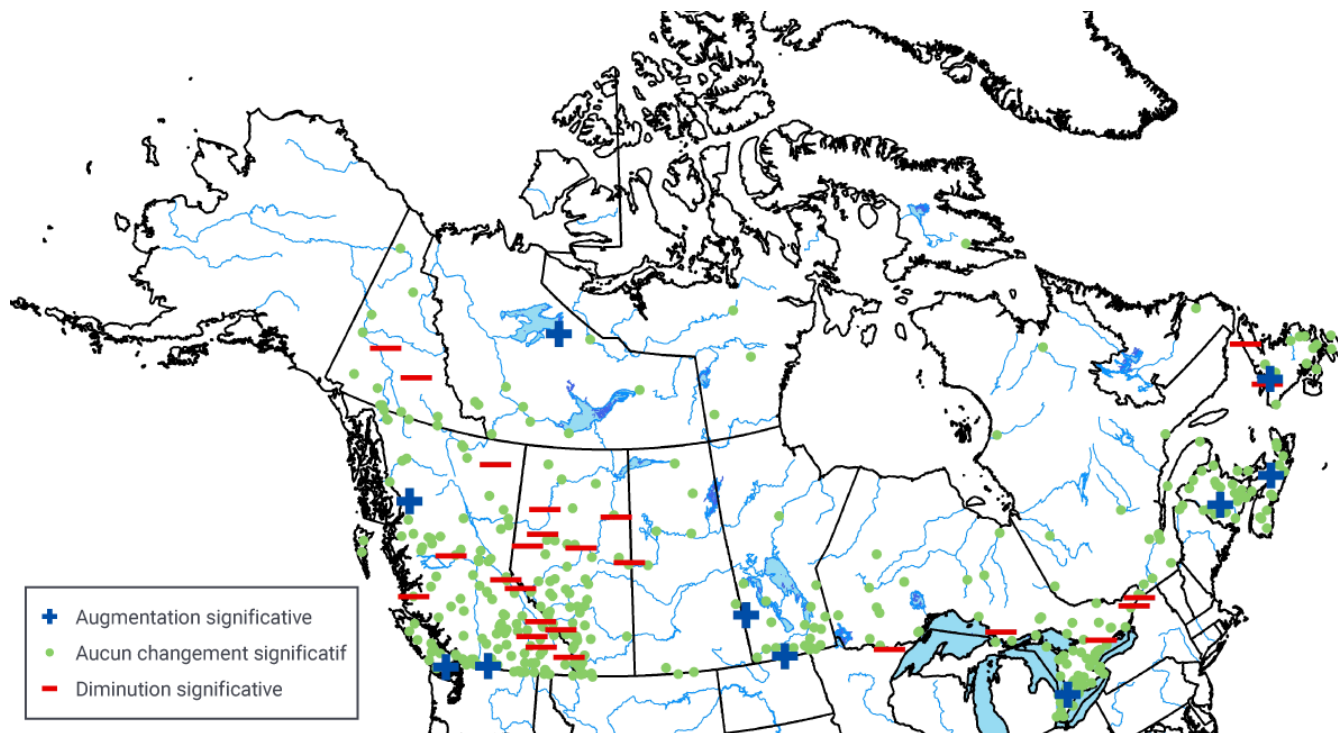 Augmentation significative
Aucun changement significatif
Diminution significative